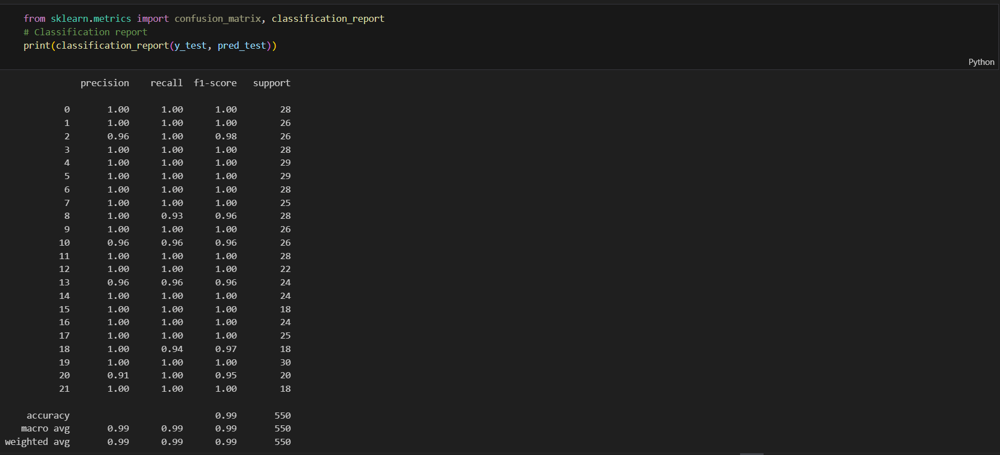 from sklearn.metrics import confusion_matrix, classification_report
# Classification report
print(classification_report(y_test, pred_test))
Python
precision recall f1-score support
0 1.00 1.00 1.00 28
1 1.00 1.00 1.00 26
2 0.96 1.00 0.98 26
3 1.00 1.00 1.00 28
4 1.00 1.00 1.00 29
5 1.00 1.00 1.00 29
6 1.00 1.00 1.00 28
7 1.00 1.00 1.00 25
8 1.00 0.93 0.96 28
9 1.00 1.00 1.00 26
10 0.96 0.96 0.96 26
11 1.00 1.00 1.00 28
12 1.00 1.00 1.00 22
13 0.96 0.96 0.96 24
14 1.00 1.00 1.00 24
15 1.00 1.00 1.00 18
16 1.00 1.00 1.00 24
17 1.00 1.00 1.00 25
18 1.00 0.94 0.97 18
19 1.00 1.00 1.00 30
20 0.91 1.00 0.95 20
21 1.00 1.00 1.00 18
accuracy 0.99 550
macro avg 0.99 0.99 0.99 550
weighted avg 0.99 0.99 0.99 550